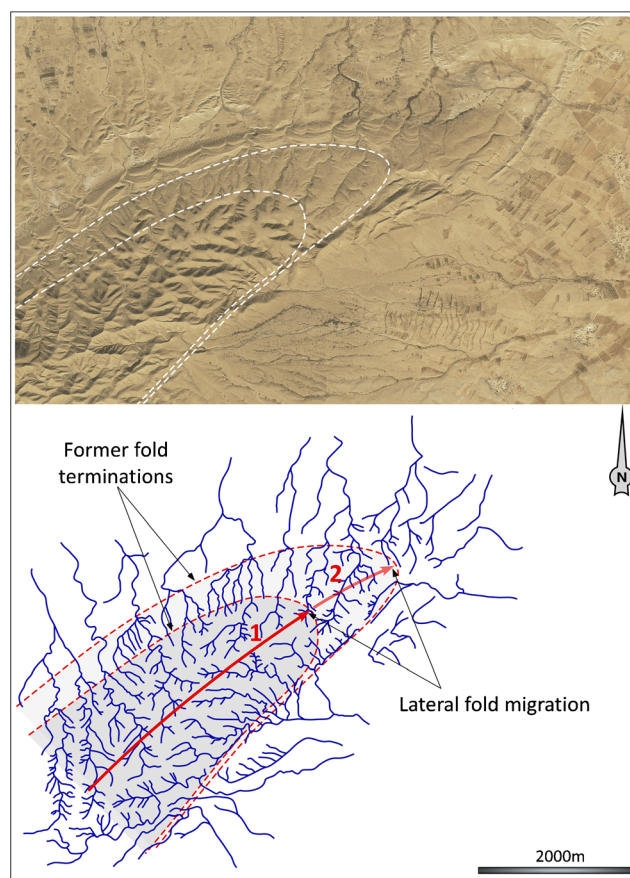 N
Former fold
terminations
2
1
Lateral fold migration
2000m